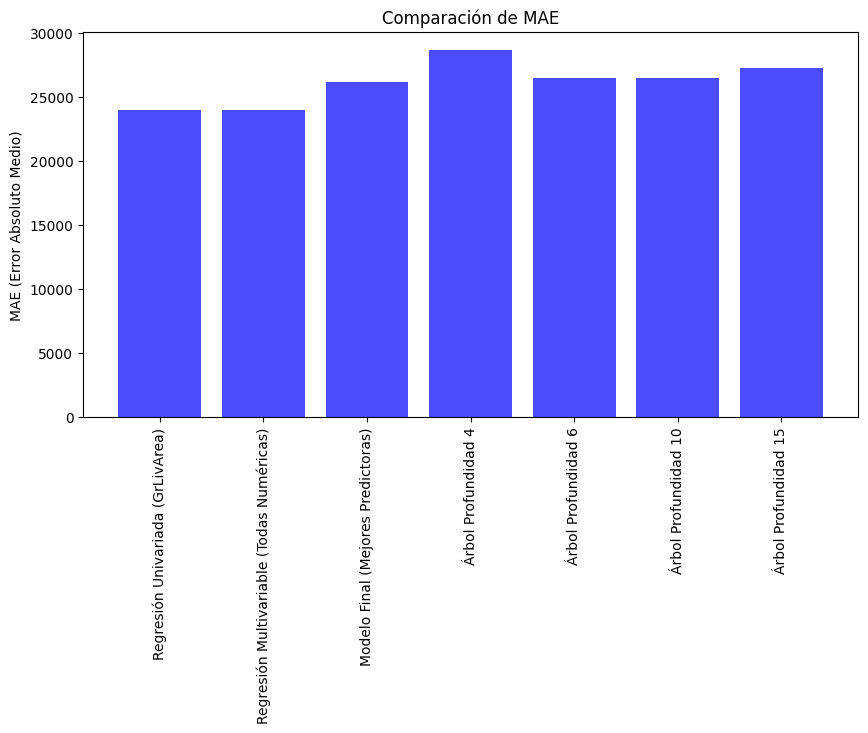 Comparación de MAE
MAE (Error Absoluto Medio)
30000
25000
20000
15000
10000
5000
0
Regresión Univariada (GrLivArea)
Regresión Multivariable (Todas Numéricas)
Modelo Final (Mejores Predictoras)
Árbol Profundidad 4
Árbol Profundidad 6
Árbol Profundidad 10
Árbol Profundidad 15